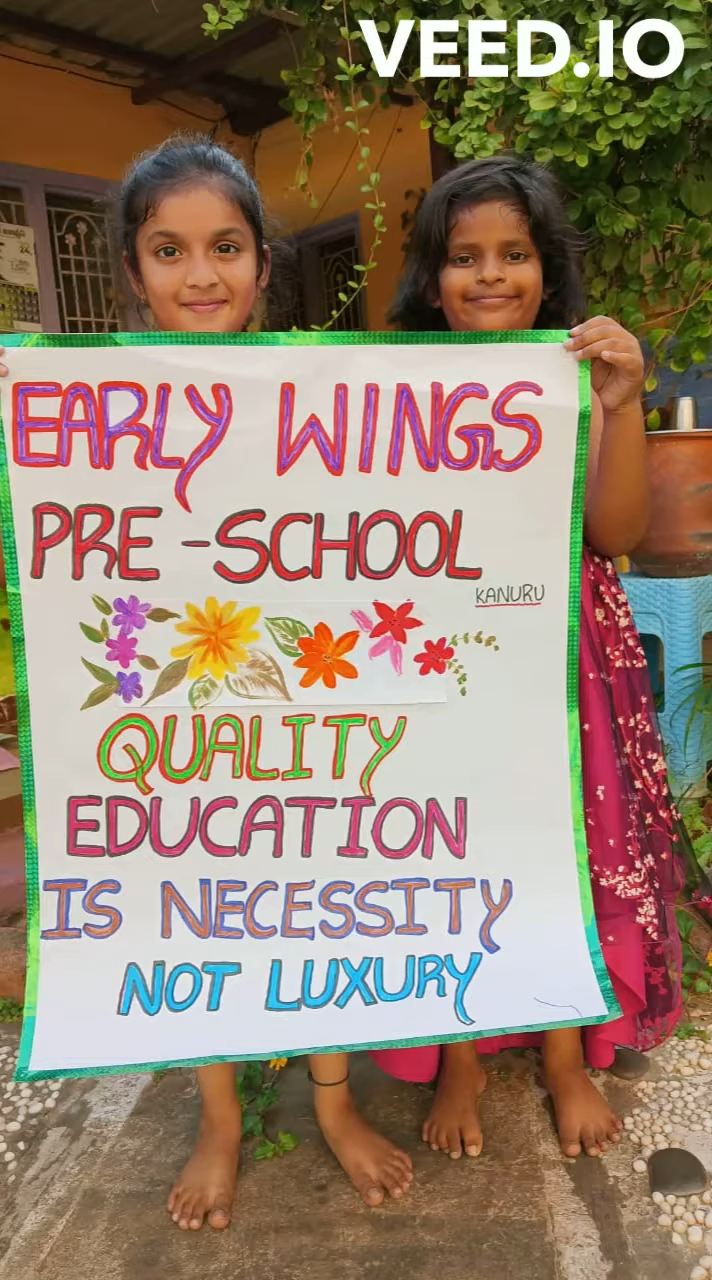 VEED.IO
EARLY WINGS
PRE-SCHOOL
KANURU
QUALITY
EDUCATION
IS NECESSITY
NOT LUXURY